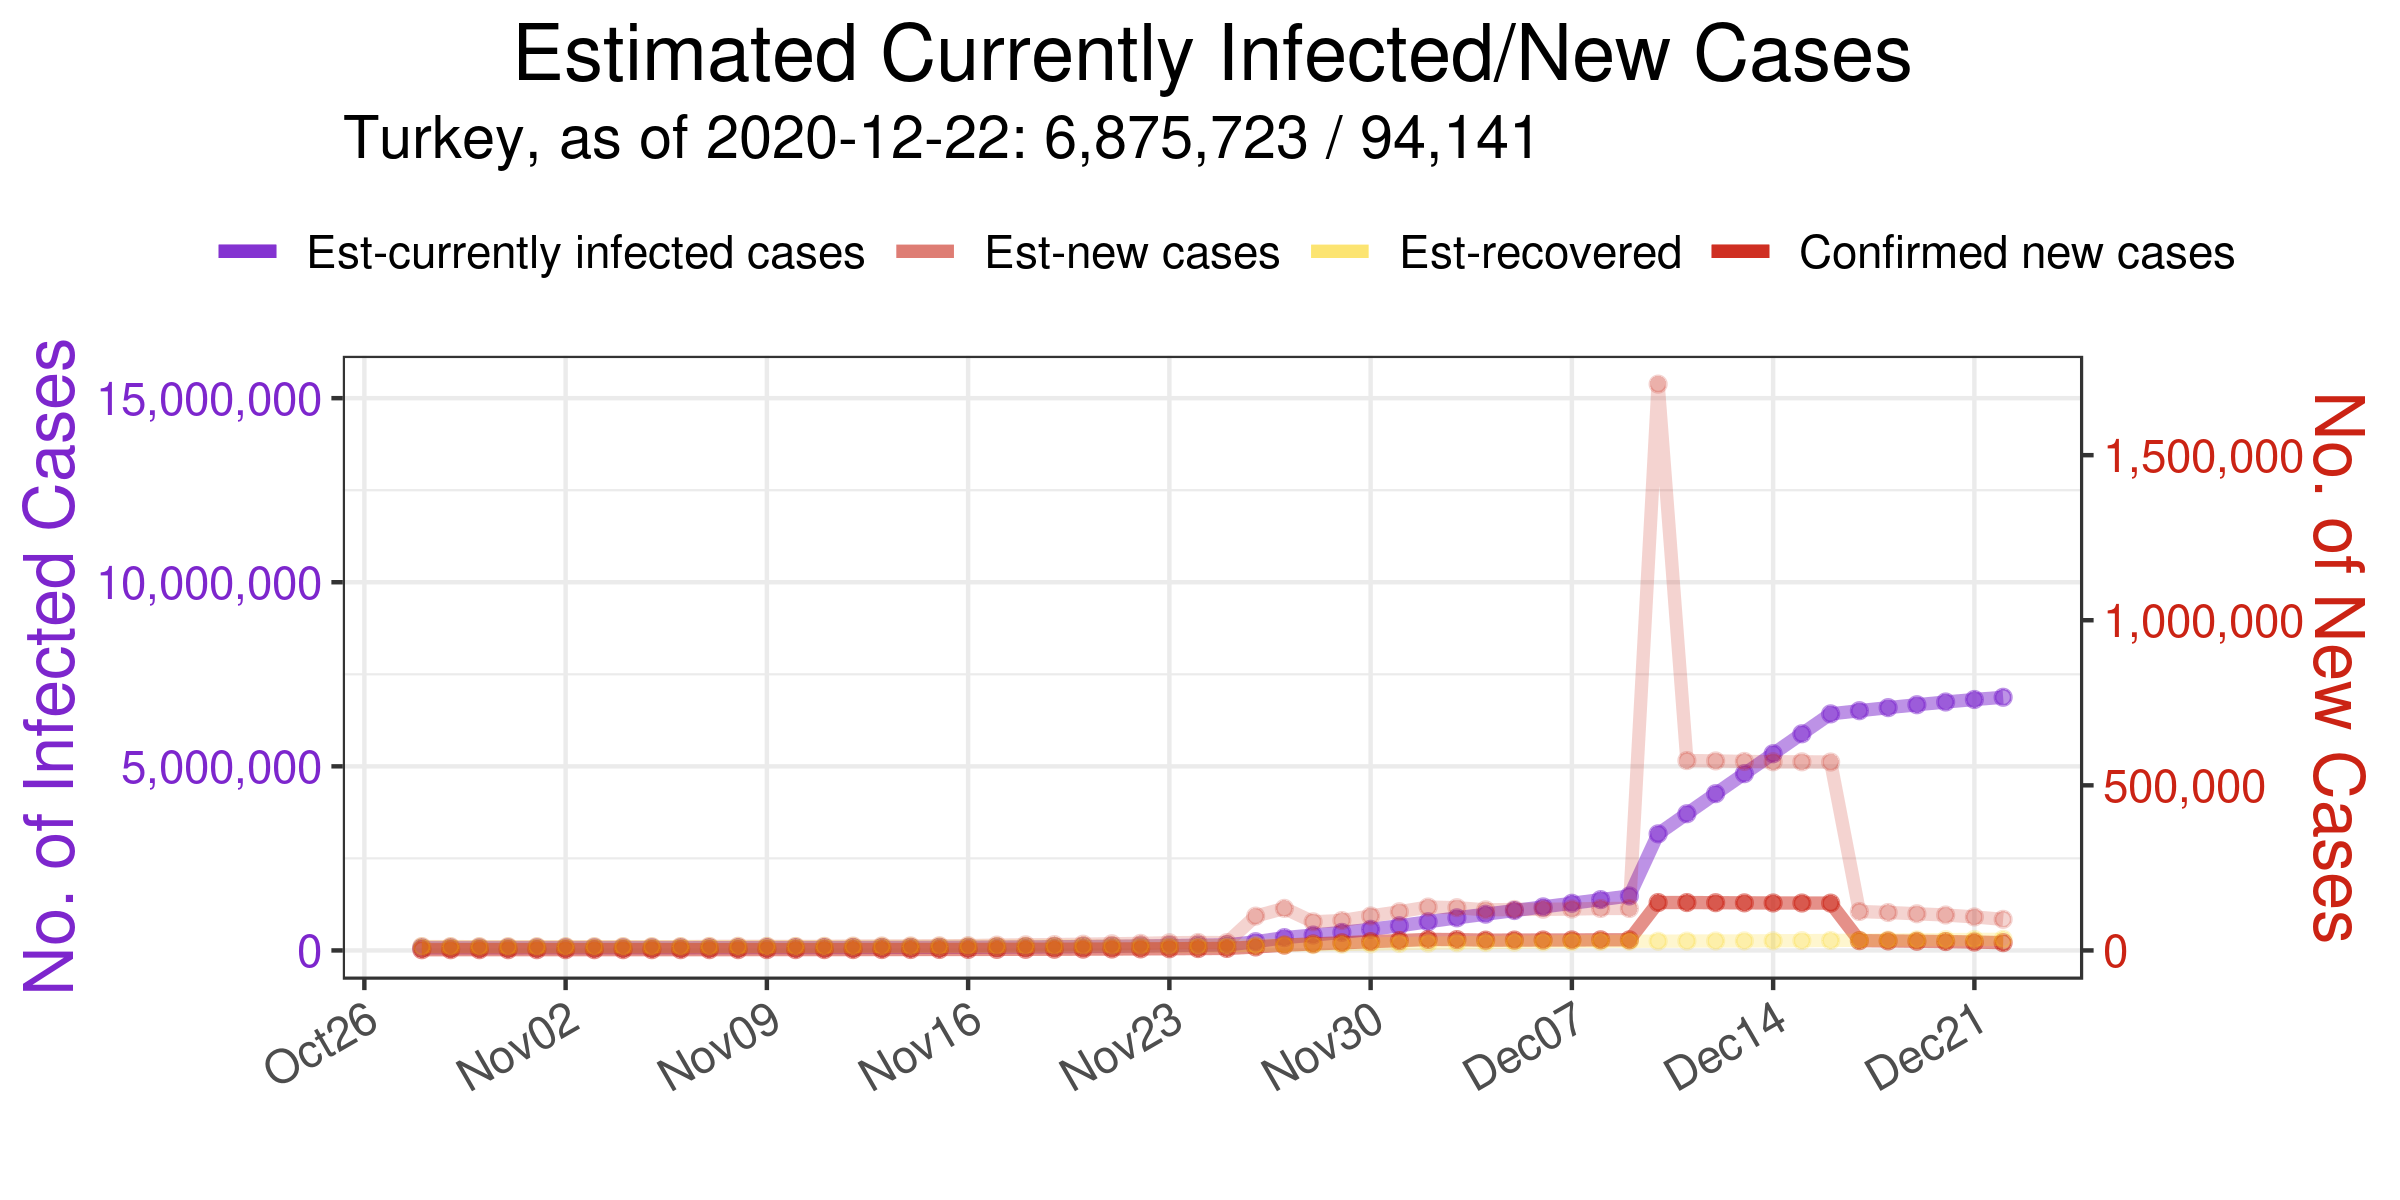 Estimated Currently Infected/New Cases
Turkey, as of 2020-12-22: 6,875,723 / 94,141
Est-currently infected cases Est-new cases Est-recovered Confirmed new cases
No. of Infected Cases
15,000,000
10,000,000
5,000,000
0
1,500,000
1,000,000
500,000
0
No. of New Cases
Oct26 Nov02 Nov09 Nov16 Nov23 Nov30 Dec07 Dec14 Dec21